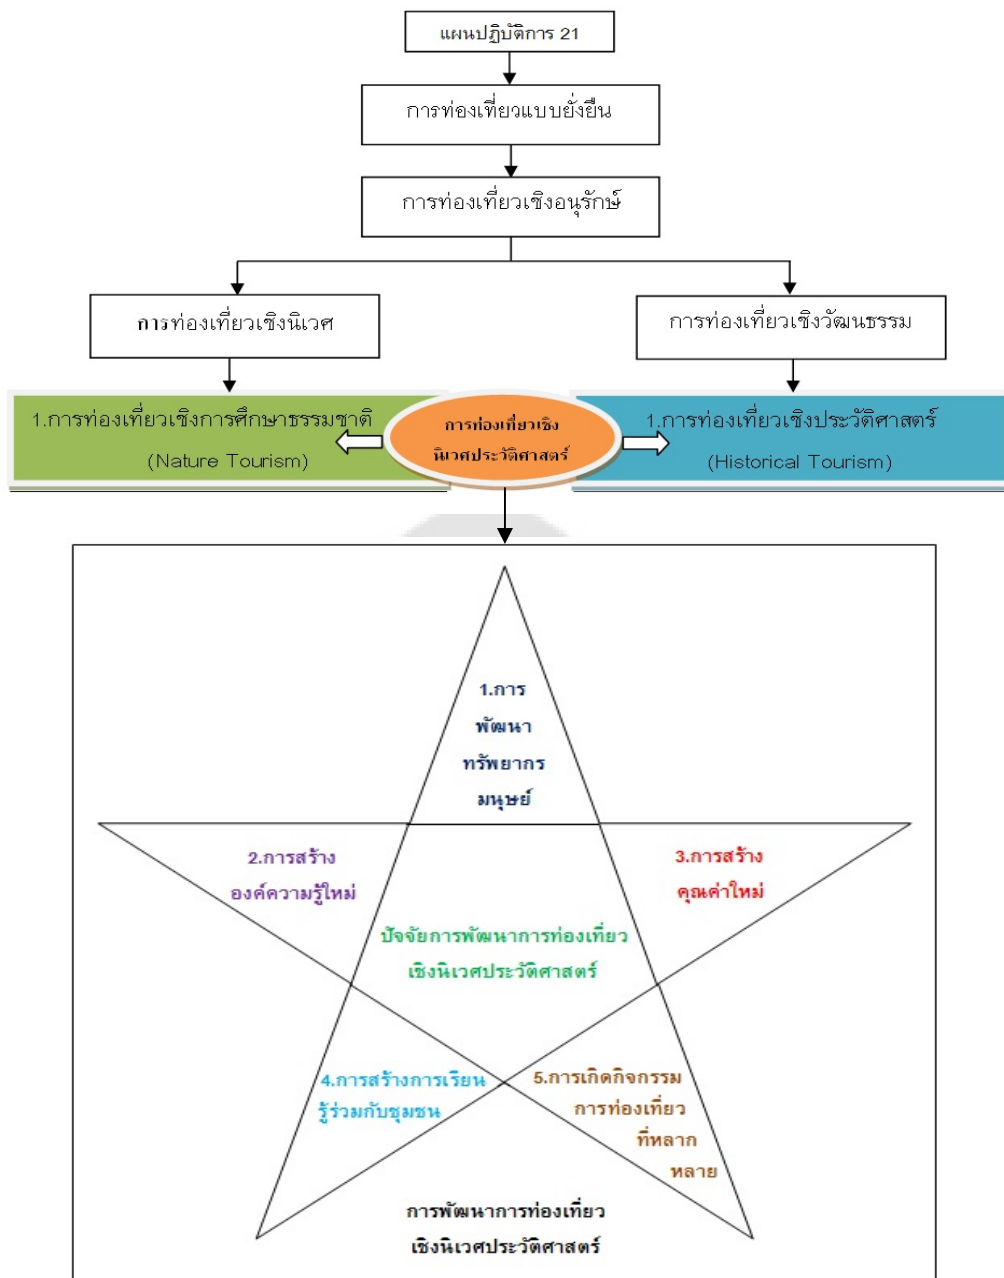 แผนปฏิบัติการ 21
การท่องเที่ยวแบบยั่งยืน
การท่องเที่ยวเชิงอนุรักษ์
การท่องเที่ยวเชิงนิเวศ
การท่องเที่ยวเชิงวัฒนธรรม
1.การท่องเที่ยวเชิงการศึกษาธรรมชาติ
(Nature Tourism)
การท่องเที่ยวเชิง
นิเวศประวัติศาสตร์
1.การท่องเที่ยวเชิงประวัติศาสตร์
(Historical Tourism)
1.การ
พัฒนา
ทรัพยากร
มนุษย์
2.การสร้าง
องค์ความรู้ใหม่
3.การสร้าง
คุณค่าใหม่
ปัจจัยการพัฒนาการท่องเที่ยว
เชิงนิเวศประวัติศาสตร์
4.การสร้างการเรียน
รู้ร่วมกับชุมชน
5.การเกิดกิจกรรม
การท่องเที่ยว
ที่หลาก
หลาย
การพัฒนาการท่องเที่ยว
เชิงนิเวศประวัติศาสตร์